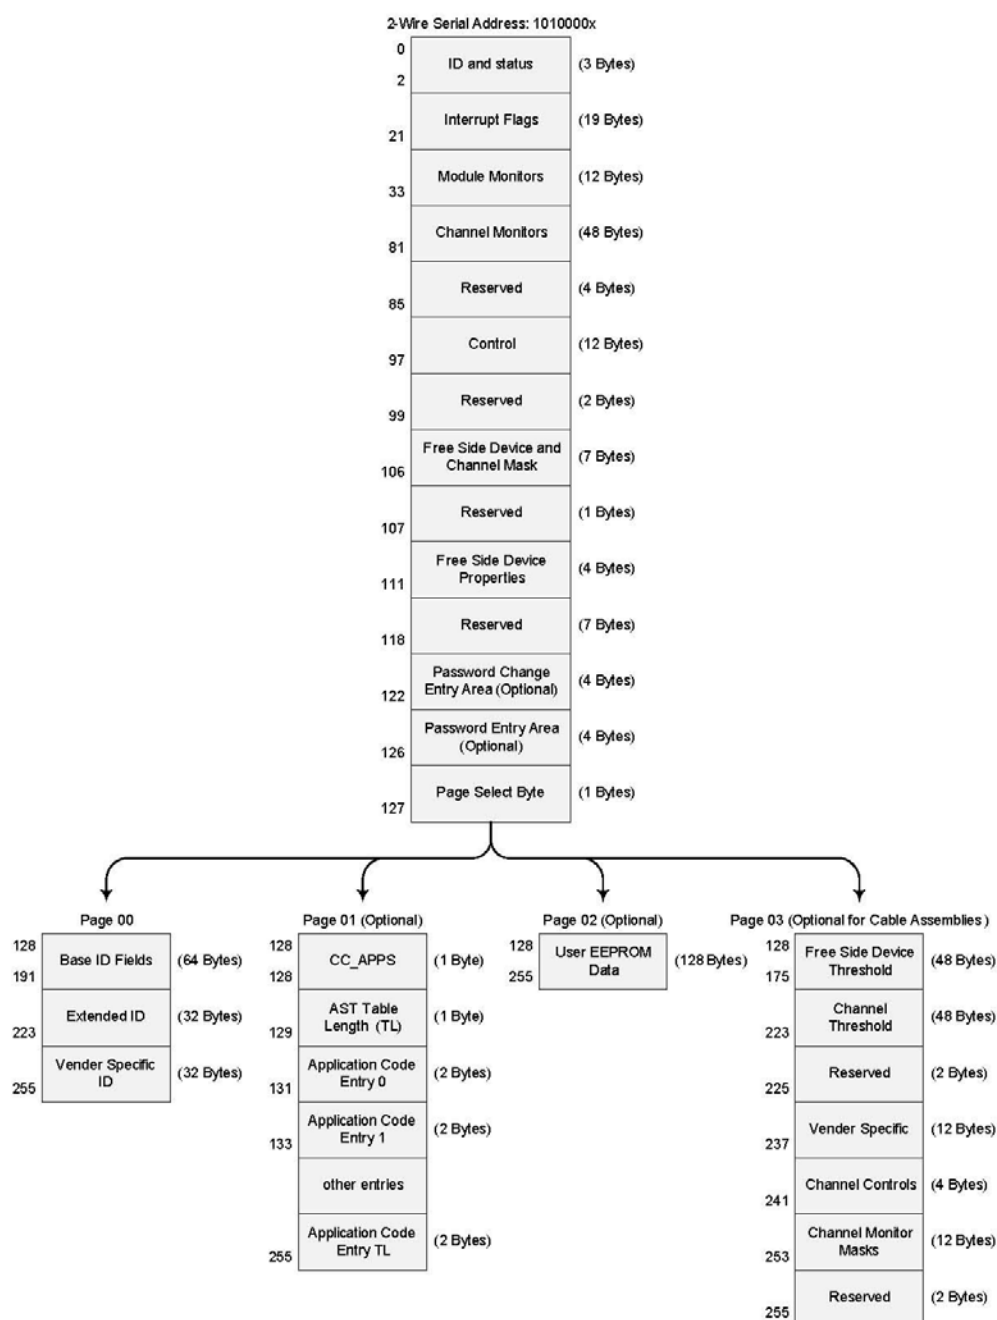 2-Wire Serial Address: 1010000x
0
ID and status (3 Bytes)
2
Interrupt Flags (19 Bytes)
21
Module Monitors (12 Bytes)
33
Channel Monitors (48 Bytes)
81
Reserved (4 Bytes)
85
Control (12 Bytes)
97
Reserved (2 Bytes)
99
Free Side Device and
Channel Mask (7 Bytes)
106
Reserved (1 Bytes)
107
Free Side Device
Properties (4 Bytes)
111
Reserved (7 Bytes)
118
Password Change
Entry Area (Optional) (4 Bytes)
122
Password Entry Area
(Optional) (4 Bytes)
126
Page Select Byte (1 Bytes)
127
Page 00
128
Base ID Fields (64 Bytes)
191
Extended ID (32 Bytes)
223
Vender Specific
ID (32 Bytes)
255
Page 01 (Optional)
128
CC_APPS (1 Byte)
128
AST Table
Length (TL) (1 Byte)
129
Application Code
Entry 0 (2 Bytes)
131
Application Code
Entry 1 (2 Bytes)
133
other entries
Application Code
Entry TL (2 Bytes)
255
Page 02 (Optional)
128
User EEPROM
Data (128 Bytes)
255
Page 03 (Optional for Cable Assemblies )
128
Free Side Device
Threshold (48 Bytes)
175
Channel
Threshold (48 Bytes)
223
Reserved (2 Bytes)
225
Vender Specific (12 Bytes)
237
Channel Controls (4 Bytes)
241
Channel Monitor
Masks (12 Bytes)
253
Reserved (2 Bytes)
255